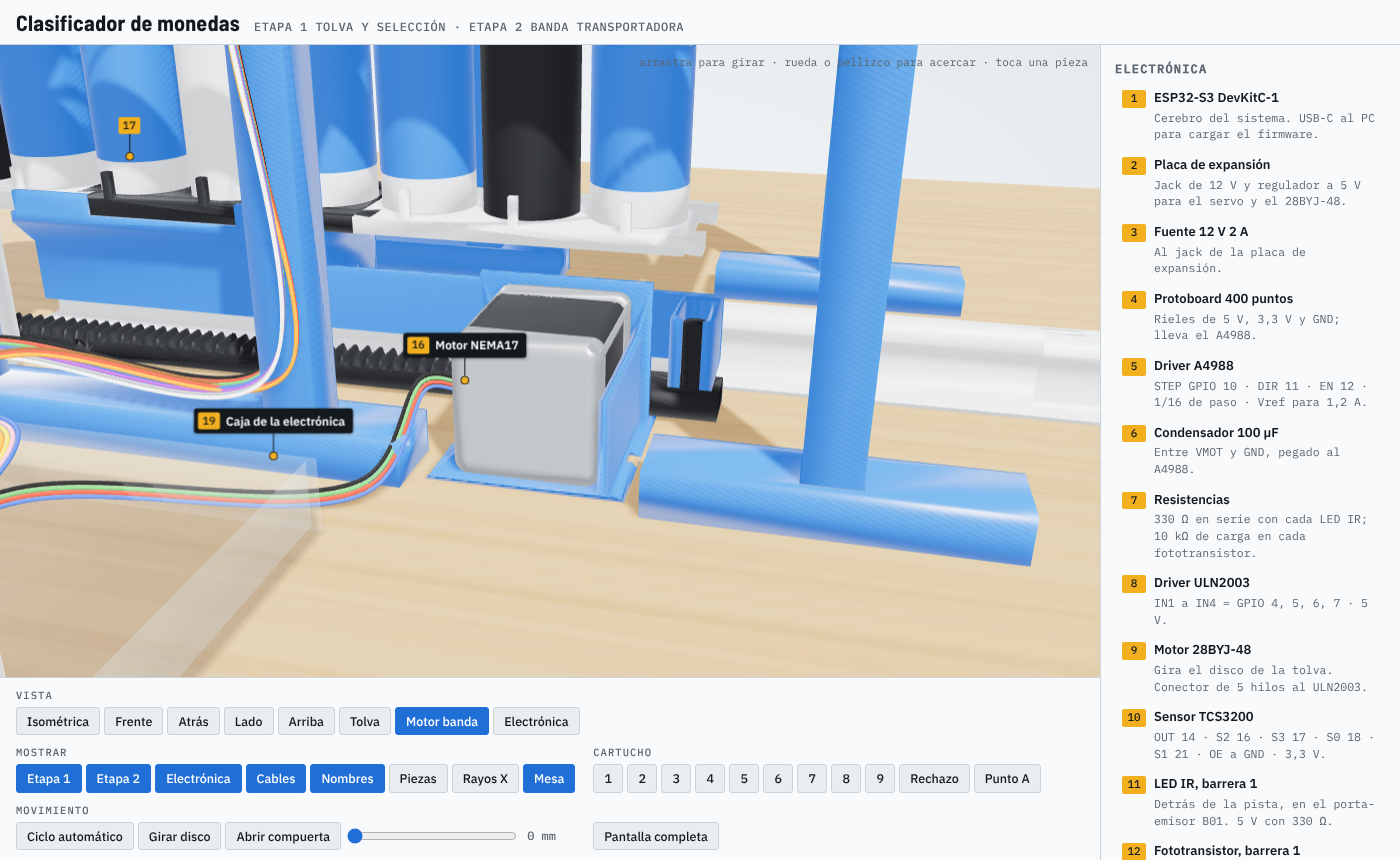 Clasificador de monedas ETAPA 1 TOLVA Y SELECCIÓN · ETAPA 2 BANDA TRANSPORTADORA
arrastra para girar · rueda o pellizco para acercar · toca una pieza
17
16 Motor NEMA17
19 Caja de la electrónica
VISTA
Isométrica Frente Atrás Lado Arriba Tolva Motor banda Electrónica
MOSTRAR
Etapa 1 Etapa 2 Electrónica Cables Nombres Piezas Rayos X Mesa
CARTUCHO
1 2 3 4 5 6 7 8 9 Rechazo Punto A
MOVIMIENTO
Ciclo automático Girar disco Abrir compuerta 0 mm
Pantalla completa
ELECTRÓNICA
1 ESP32-S3 DevKitC-1
Cerebro del sistema. USB-C al PC
para cargar el firmware.
2 Placa de expansión
Jack de 12 V y regulador a 5 V
para el servo y el 28BYJ-48.
3 Fuente 12 V 2 A
Al jack de la placa de
expansión.
4 Protoboard 400 puntos
Rieles de 5 V, 3,3 V y GND;
lleva el A4988.
5 Driver A4988
STEP GPIO 10 · DIR 11 · EN 12 ·
1/16 de paso · Vref para 1,2 A.
6 Condensador 100 µF
Entre VMOT y GND, pegado al
A4988.
7 Resistencias
330 Ω en serie con cada LED IR;
10 kΩ de carga en cada
fototransistor.
8 Driver ULN2003
IN1 a IN4 = GPIO 4, 5, 6, 7 · 5
V.
9 Motor 28BYJ-48
Gira el disco de la tolva.
Conector de 5 hilos al ULN2003.
10 Sensor TCS3200
OUT 14 · S2 16 · S3 17 · S0 18 ·
S1 21 · OE a GND · 3,3 V.
11 LED IR, barrera 1
Detrás de la pista, en el porta-
emisor B01. 5 V con 330 Ω.
12 Fototransistor, barrera 1